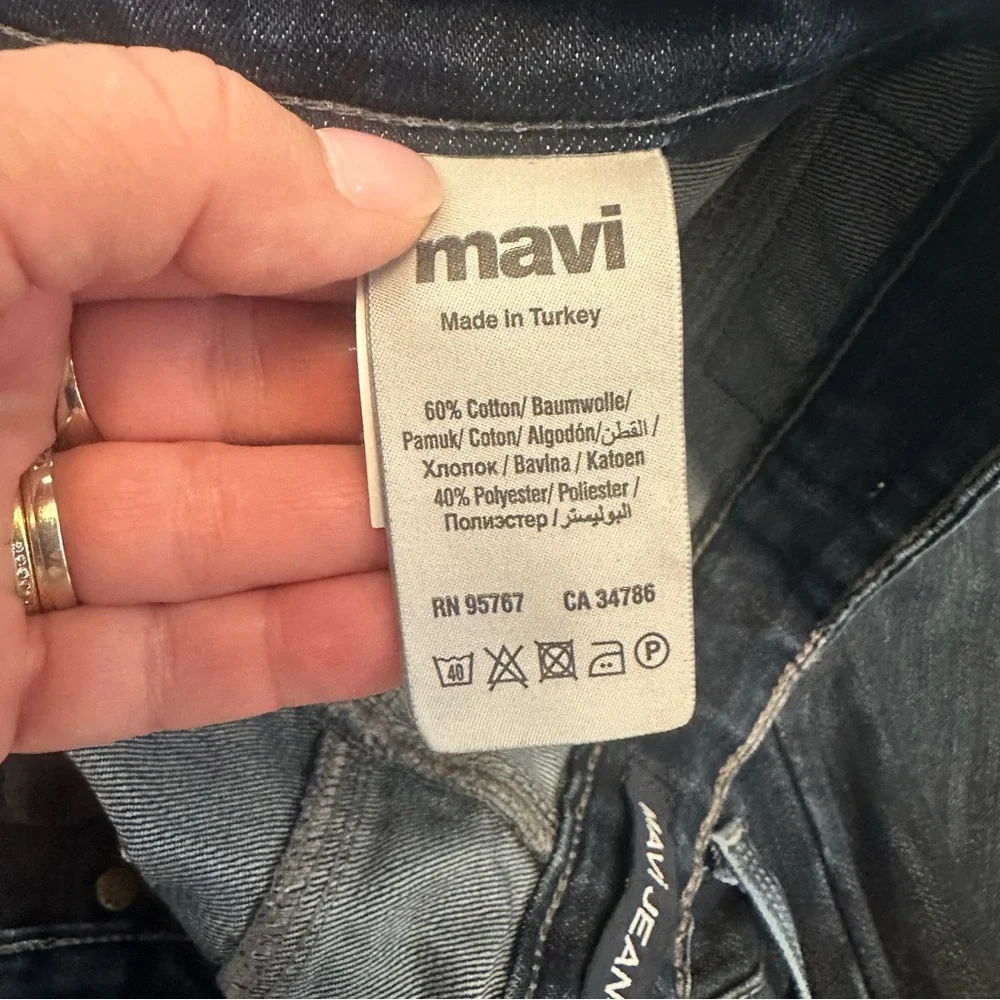 mavi
Made in Turkey
60% Cotton/ Baumwolle/
Pamuk/ Coton/ Algodón/القطن /
Хлопок / Bavlna / Katoen
40% Polyester/ Poliester /
Полиэстер / البوليستر
RN 95767 CA 34786
40
P
MAVI JEAN